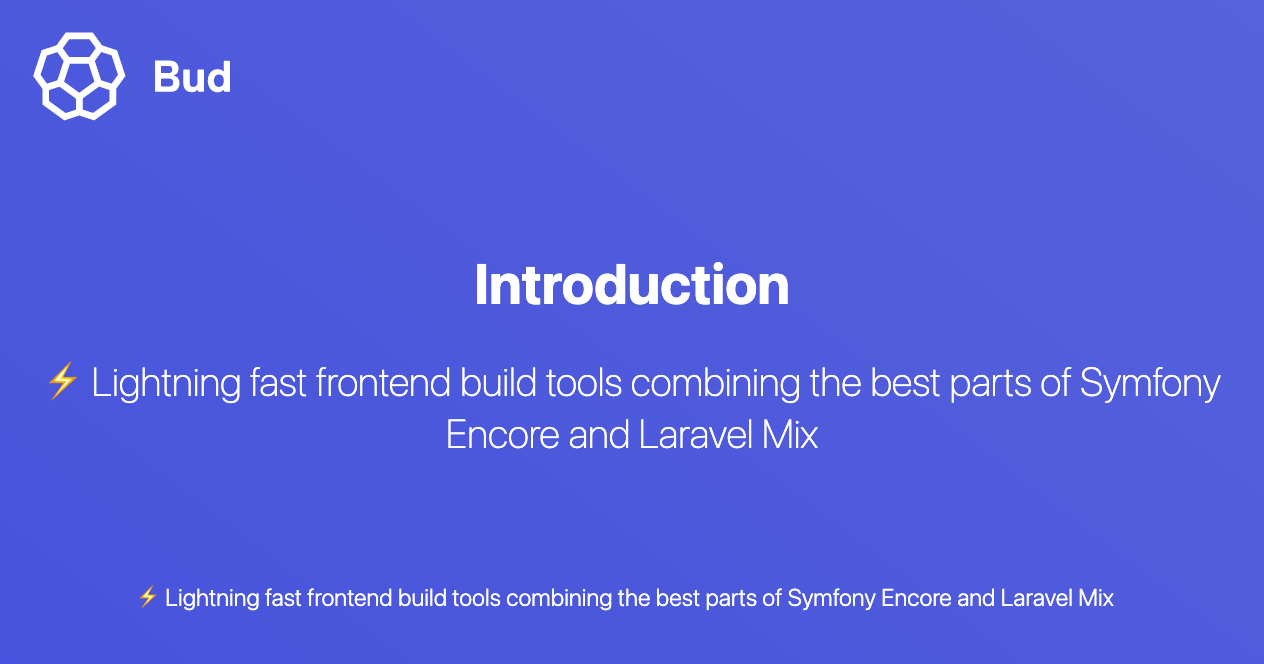 Bud
Introduction
⚡ Lightning fast frontend build tools combining the best parts of Symfony
Encore and Laravel Mix
⚡ Lightning fast frontend build tools combining the best parts of Symfony Encore and Laravel Mix